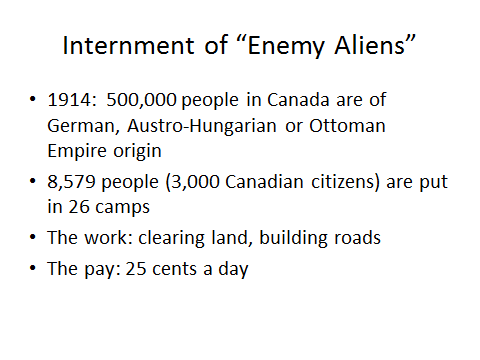 Internment of “Enemy Aliens”
• 1914:  500,000 people in Canada are of
German, Austro-Hungarian or Ottoman
Empire origin
• 8,579 people (3,000 Canadian citizens) are put
in 26 camps
• The work: clearing land, building roads
• The pay: 25 cents a day